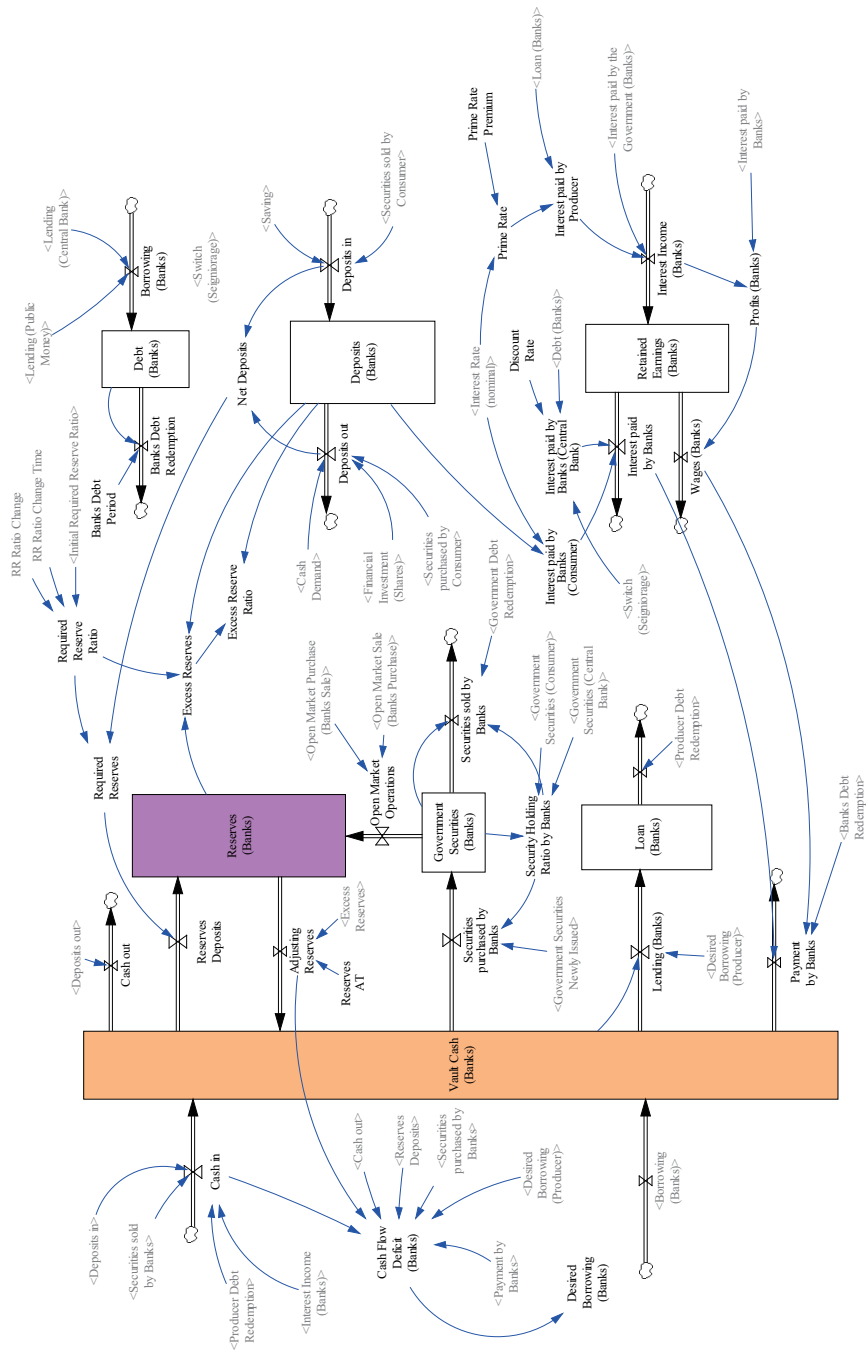 <Deposits in>
<Securities sold
by Banks>
Cash in
<Producer Debt
Redemption>
<Interest Income
(Banks)>
<Cash out>
<Reserves
Deposits>
<Securities
purchased by
Banks>
Cash Flow
Deficit
(Banks)
<Desired
Borrowing
(Producer)>
<Payment by
Banks>
Desired
Borrowing
(Banks)
<Borrowing
(Banks)>
Vault Cash
(Banks)
<Deposits out>
Cash out
Reserves
Deposits
Adjusting
Reserves
<Excess
Reserves>
Reserves
AT
Securities
purchased by
Banks
<Government Securities
Newly Issued>
Lending (Banks)
<Desired
Borrowing
(Producer)>
Payment
by Banks
<Banks Debt
Redemption>
Required
Reserves
Reserves
(Banks)
Open Market
Operations
<Open Market Purchase
(Banks Sale)>
<Open Market Sale
(Banks Purchase)>
Government
Securities
(Banks)
Securities sold by
Banks
<Government Debt
Redemption>
Security Holding
Ratio by Banks
<Government
Securities (Consumer)>
<Government
Securities (Central
Bank)>
Loan
(Banks)
<Producer Debt
Redemption>
RR Ratio Change
RR Ratio Change Time
<Initial Required Reserve Ratio>
Required
Reserve
Ratio
Excess Reserves
Excess Reserve
Ratio
Banks Debt
Period
Banks Debt
Redemption
Debt
(Banks)
<Lending (Public
Money)>
<Lending
(Central Bank)>
Borrowing
(Banks)
<Switch
(Seigniorage)>
Net Deposits
<Saving>
Deposits in
<Securities sold by
Consumer>
Deposits
(Banks)
Deposits out
<Cash
Demand>
<Financial
Investment
(Shares)>
<Securities
purchased by
Consumer>
<Interest Rate
(nominal)>
Prime Rate
Prime Rate
Premium
<Loan (Banks)>
Interest paid by
Producer
<Interest paid by the
Government (Banks)>
Discount
Rate
<Debt (Banks)>
Interest paid by
Banks (Central
Bank)
Interest paid by
Banks
(Consumer)
<Switch
(Seigniorage)>
Interest paid
by Banks
Retained
Earnings
(Banks)
Interest Income
(Banks)
Wages (Banks)
Profits (Banks)
<Interest paid by
Banks>